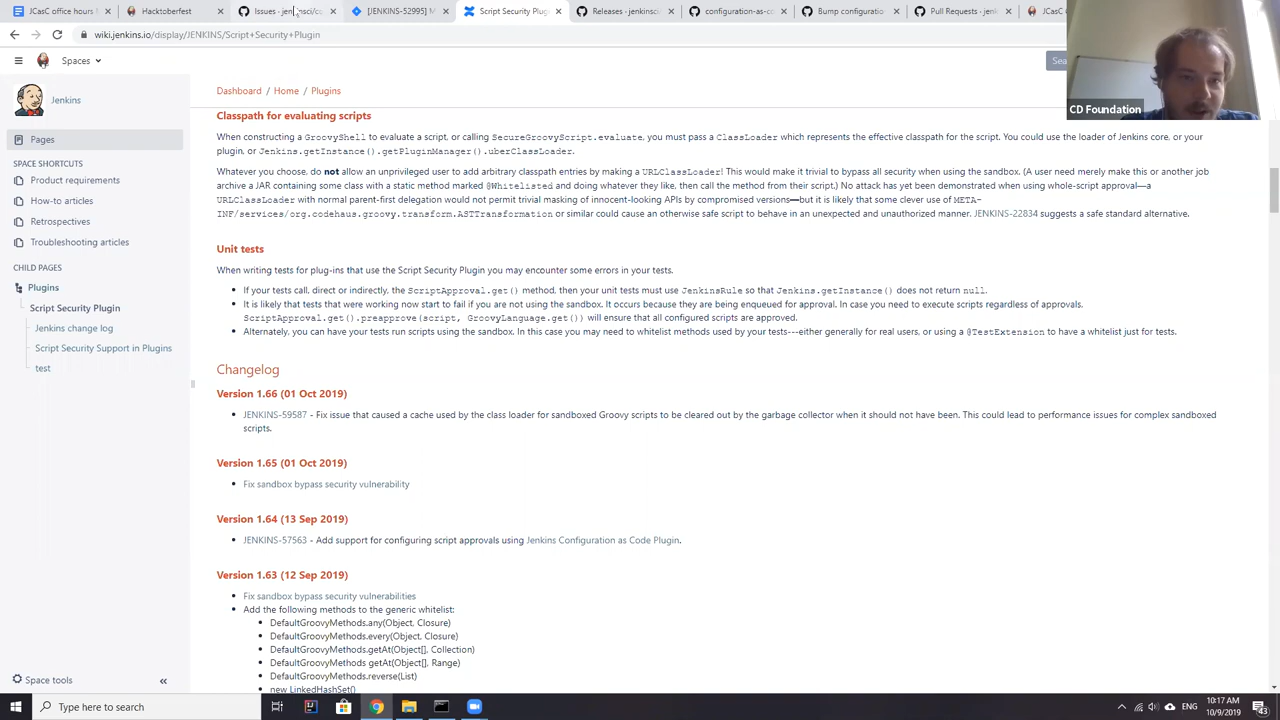 JCasC office hours
Hacktoberfest
Issues · jenkinsci/co
[JENKINS-52995] M
Script Security Plug
Releases · jenkinsci
configuration-as-co
Bump configuration
Pull Requests · jenk
JCasC
wiki.jenkins.io/display/JENKINS/Script+Security+Plugin
Spaces
Sea
Jenkins
Dashboard / Home / Plugins
CD Foundation
Pages
SPACE SHORTCUTS
Product requirements
How-to articles
Retrospectives
Troubleshooting articles
CHILD PAGES
Plugins
Script Security Plugin
Jenkins change log
Script Security Support in Plugins
test
Space tools
Classpath for evaluating scripts
When constructing a GroovyShell to evaluate a script, or calling SecureGroovyScript.evaluate, you must pass a ClassLoader which represents the effective classpath for the script. You could use the loader of Jenkins core, or your
plugin, or Jenkins.getInstance().getPluginManager().uberClassLoader.
Whatever you choose, do not allow an unprivileged user to add arbitrary classpath entries by making a URLClassLoader! This would make it trivial to bypass all security when using the sandbox. (A user need merely make this or another job
archive a JAR containing some class with a static method marked @Whitelisted and doing whatever they like, then call the method from their script.) No attack has yet been demonstrated when using whole-script approval—a
URLClassLoader with normal parent-first delegation would not permit trivial masking of innocent-looking APIs by compromised versions—but it is likely that some clever use of META-
INF/services/org.codehaus.groovy.transform.ASTTransformation or similar could cause an otherwise safe script to behave in an unexpected and unauthorized manner. JENKINS-22834 suggests a safe standard alternative.
Unit tests
When writing tests for plug-ins that use the Script Security Plugin you may encounter some errors in your tests.
If your tests call, direct or indirectly, the ScriptApproval.get() method, then your unit tests must use JenkinsRule so that Jenkins.getInstance() does not return null.
It is likely that tests that were working now start to fail if you are not using the sandbox. It occurs because they are being enqueued for approval. In case you need to execute scripts regardless of approvals.
ScriptApproval.get().preapprove(script, GroovyLanguage.get()) will ensure that all configured scripts are approved.
Alternatively, you can have your tests run scripts using the sandbox. In this case you may need to whitelist methods used by your tests---either generally for real users, or using a @TestExtension to have a whitelist just for tests.
Changelog
Version 1.66 (01 Oct 2019)
JENKINS-59587 - Fix issue that caused a cache used by the class loader for sandboxed Groovy scripts to be cleared out by the garbage collector when it should not have been. This could lead to performance issues for complex sandboxed
scripts.
Version 1.65 (01 Oct 2019)
Fix sandbox bypass security vulnerability
Version 1.64 (13 Sep 2019)
JENKINS-57563 - Add support for configuring script approvals using Jenkins Configuration as Code Plugin.
Version 1.63 (12 Sep 2019)
Fix sandbox bypass security vulnerabilities
Add the following methods to the generic whitelist:
DefaultGroovyMethods.any(Object, Closure)
DefaultGroovyMethods.every(Object, Closure)
DefaultGroovyMethods.getAt(Object[], Collection)
DefaultGroovyMethods getAt(Object[], Range)
DefaultGroovyMethods.reverse(List)
new LinkedHashSet()
Type here to search
ENG
10:17 AM
10/9/2019
43